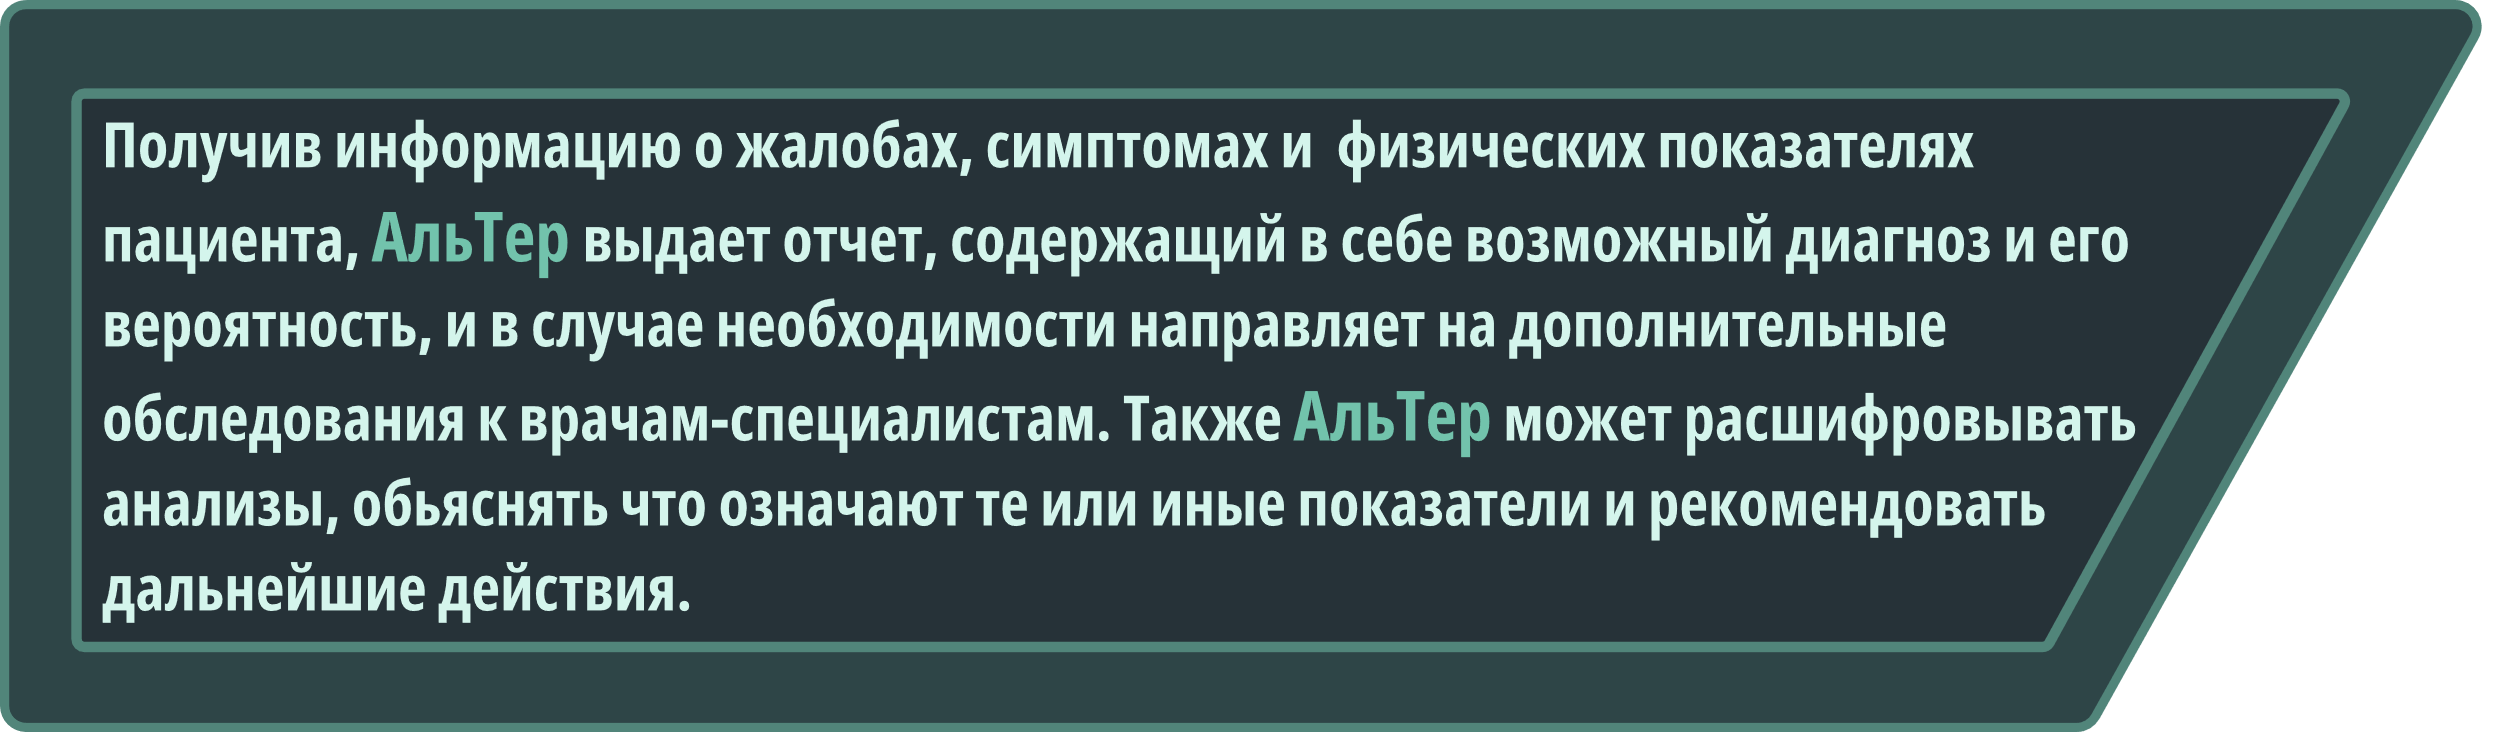 Получив информацию о жалобах, симптомах и физических показателях
пациента, АльТер выдает отчет, содержащий в себе возможный диагноз и его
вероятность, и в случае необходимости направляет на дополнительные
обследования к врачам-специалистам. Также АльТер может расшифровывать
анализы, объяснять что означают те или иные показатели и рекомендовать
дальнейшие действия.